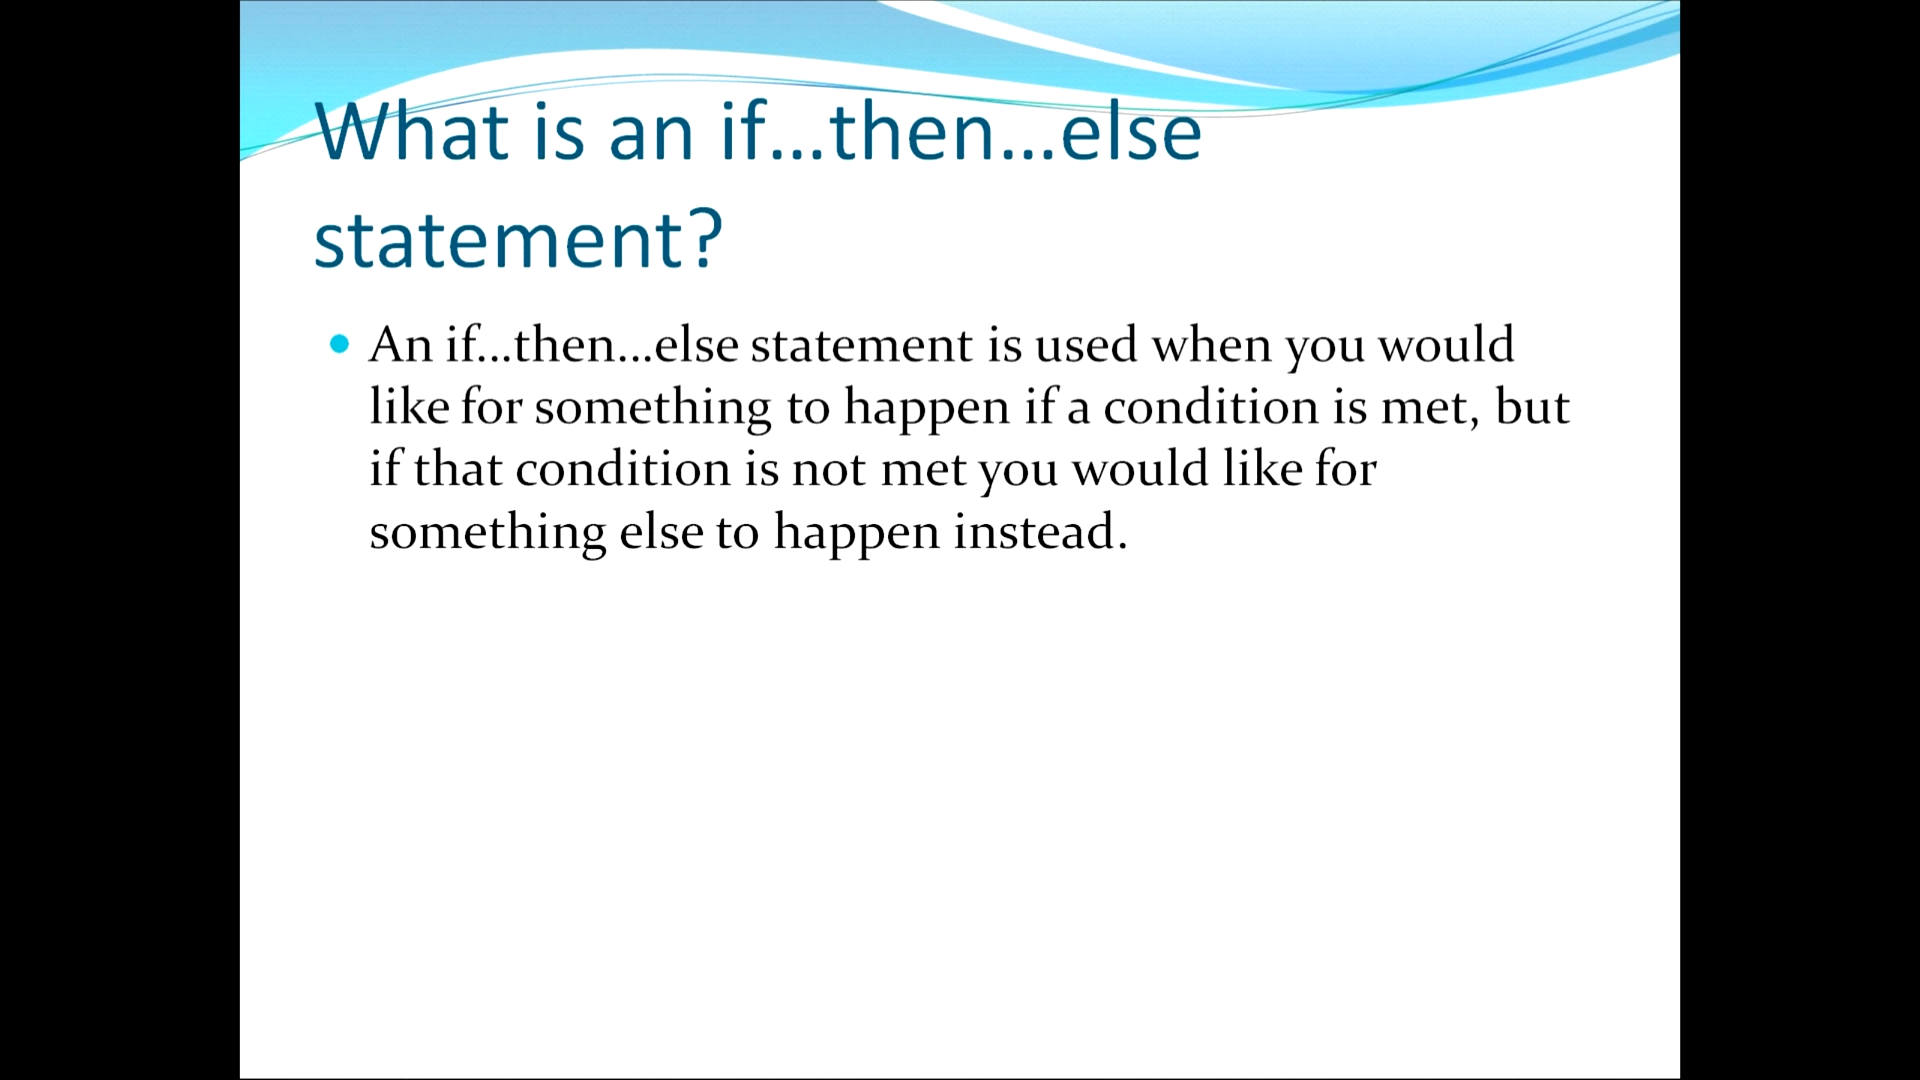 What is an if...then...else
statement?
• An if...then...else statement is used when you would
like for something to happen if a condition is met, but
if that condition is not met you would like for
something else to happen instead.